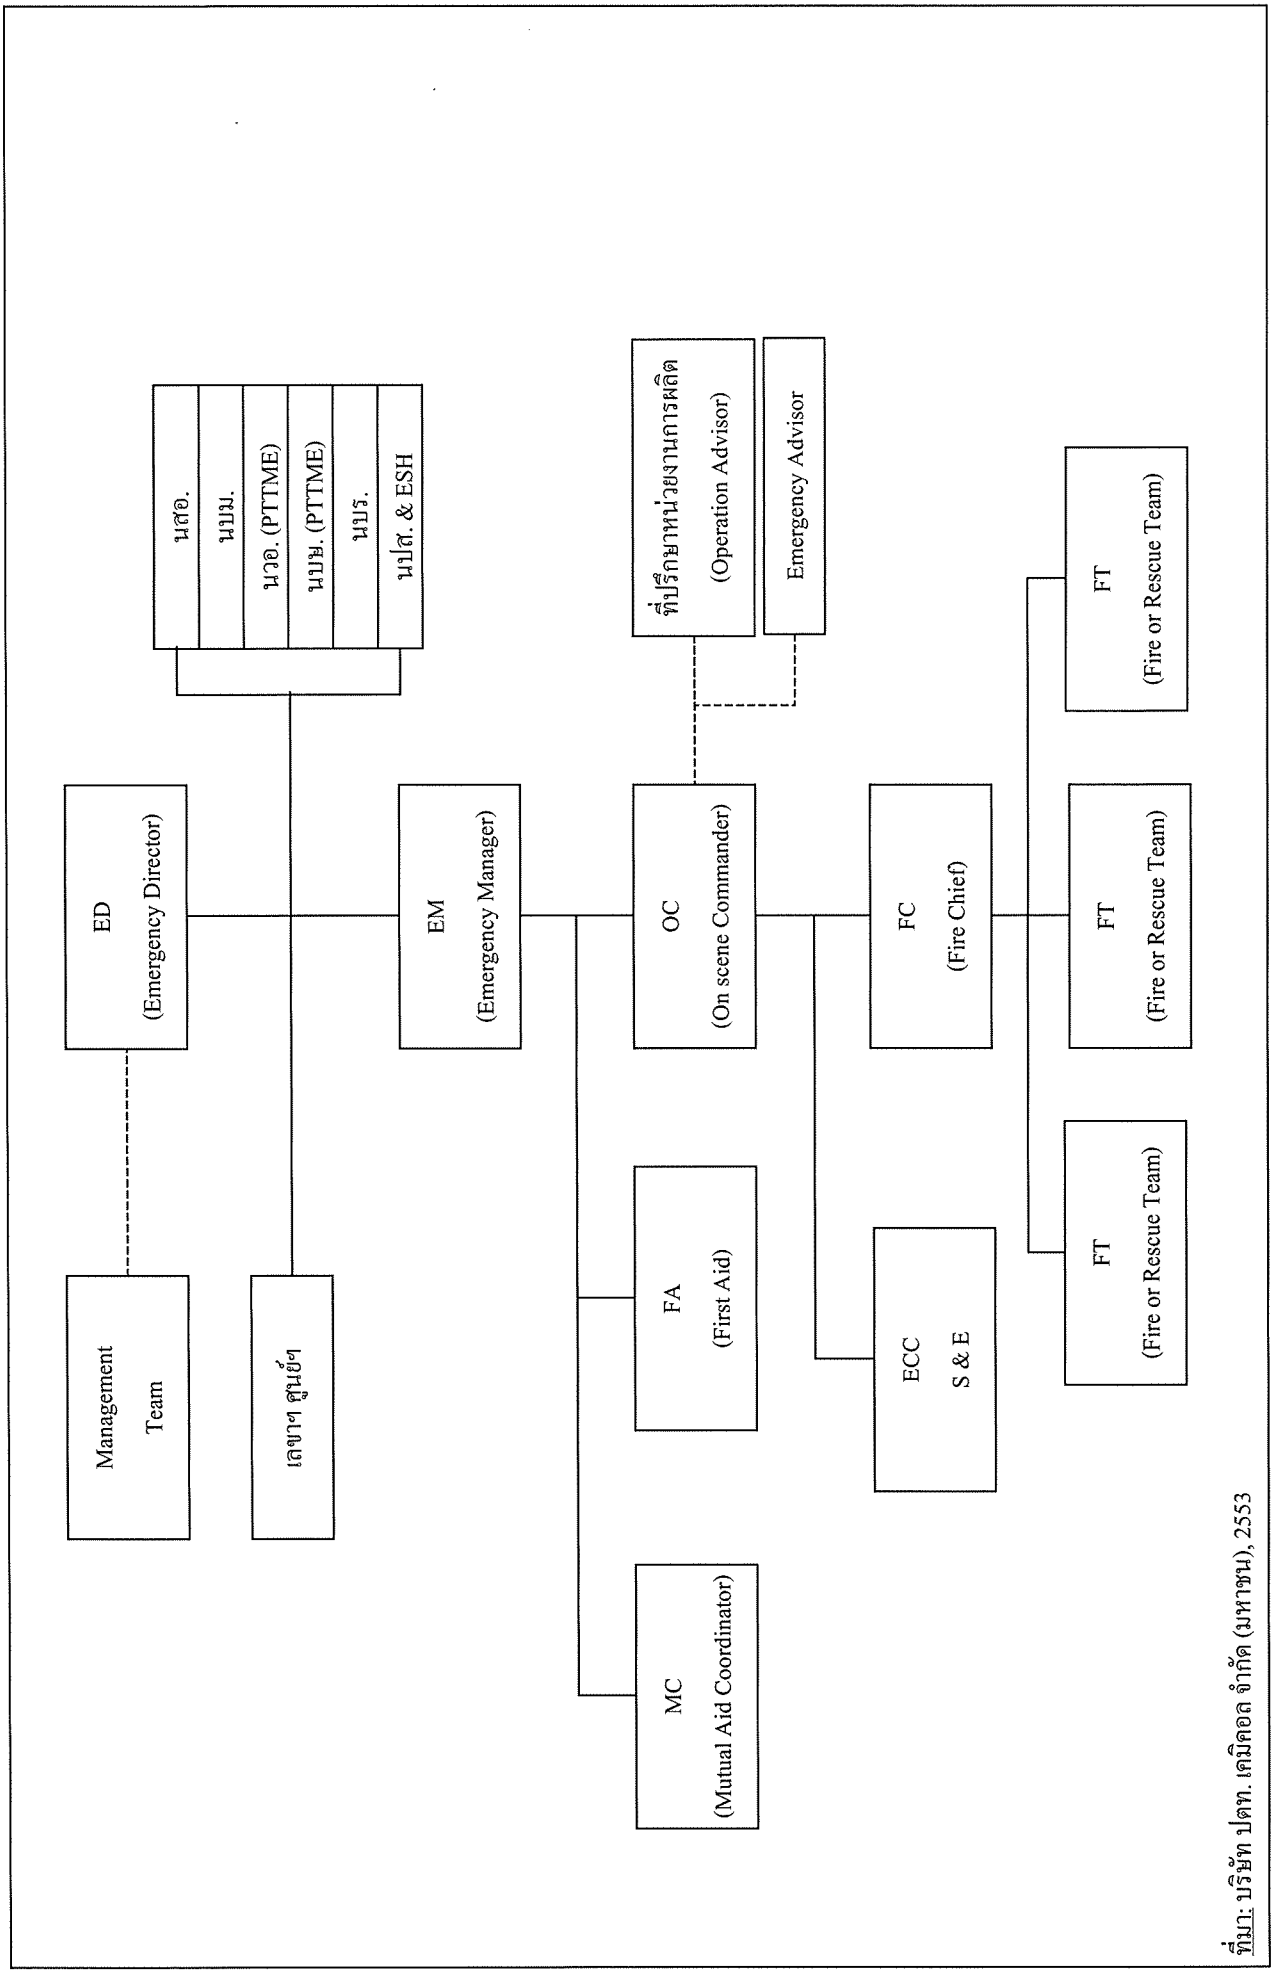 Management
Team
ED
(Emergency Director)
เลขาฯ ศูนย์ฯ
นสอ.
นบม.
นวอ. (PTTME)
นบษ. (PTTME)
นบร.
นปส. & ESH
EM
(Emergency Manager)
MC
(Mutual Aid Coordinator)
FA
(First Aid)
OC
(On scene Commander)
ที่ปรึกษาหน่วยงานการผลิต
(Operation Advisor)
Emergency Advisor
ECC
S & E
FC
(Fire Chief)
FT
(Fire or Rescue Team)
FT
(Fire or Rescue Team)
FT
(Fire or Rescue Team)
ที่มา: บริษัท ปตท. เคมิคอล จำกัด (มหาชน), 2553